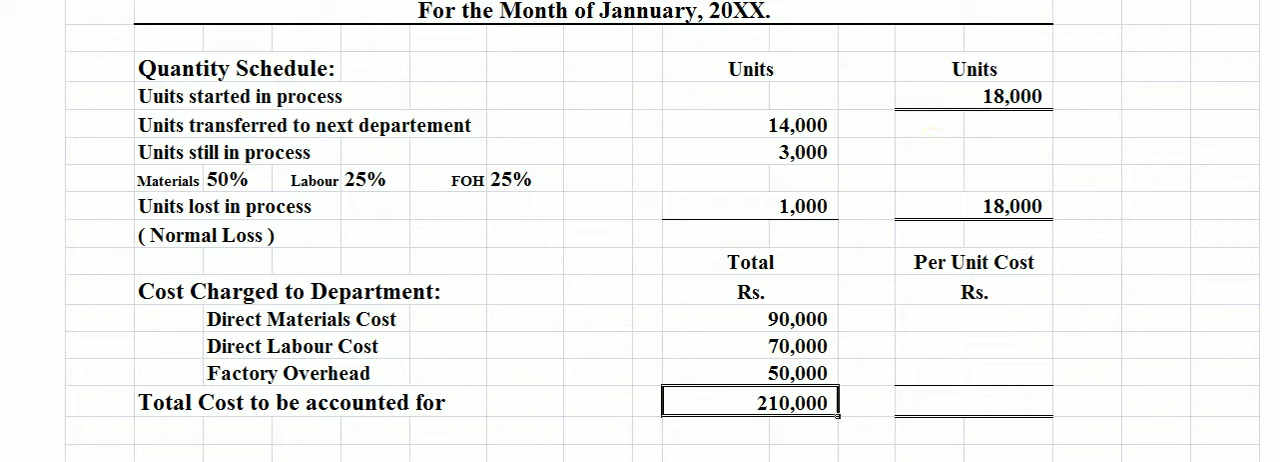 For the Month of Jannuary, 20XX.
Quantity Schedule: Units Units
Uuits started in process 18,000
Units transferred to next departement 14,000
Units still in process 3,000
Materials 50% Labour 25% FOH 25%
Units lost in process 1,000 18,000
( Normal Loss )
Total Per Unit Cost
Cost Charged to Department: Rs. Rs.
Direct Materials Cost 90,000
Direct Labour Cost 70,000
Factory Overhead 50,000
Total Cost to be accounted for 210,000